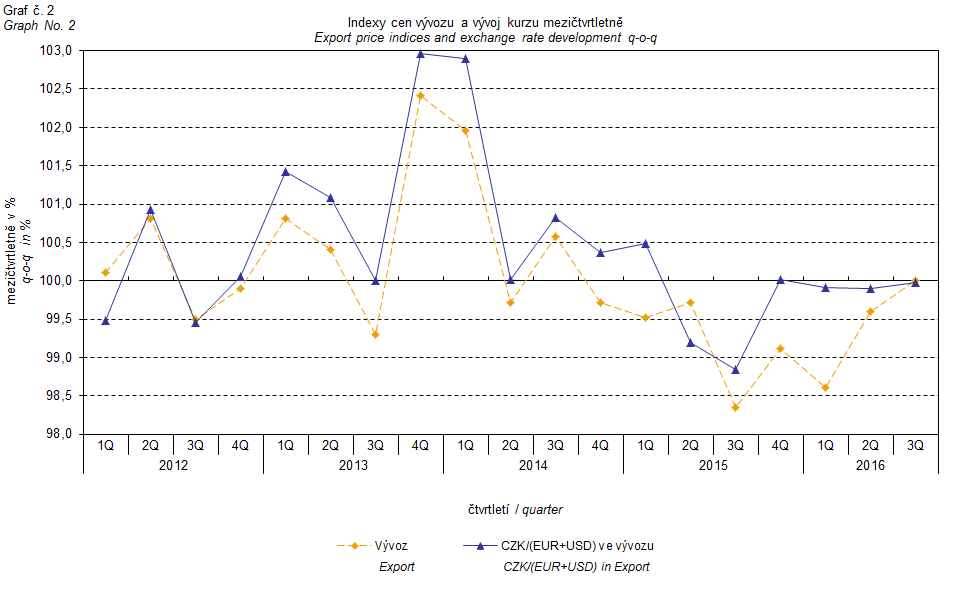 Graf č. 2
Graph No. 2
Indexy cen vývozu a vývoj kurzu mezičtvrtletně
Export price indices and exchange rate development q-o-q
mezičtvrtletně v %
q-o-q in %
103,0
102,5
102,0
101,5
101,0
100,5
100,0
99,5
99,0
98,5
98,0
1Q 2Q 3Q 4Q 1Q 2Q 3Q 4Q 1Q 2Q 3Q 4Q 1Q 2Q 3Q 4Q 1Q 2Q 3Q
2012 2013 2014 2015 2016
čtvrtletí / quarter
Vývoz CZK/(EUR+USD) ve vývozu
Export CZK/(EUR+USD) in Export